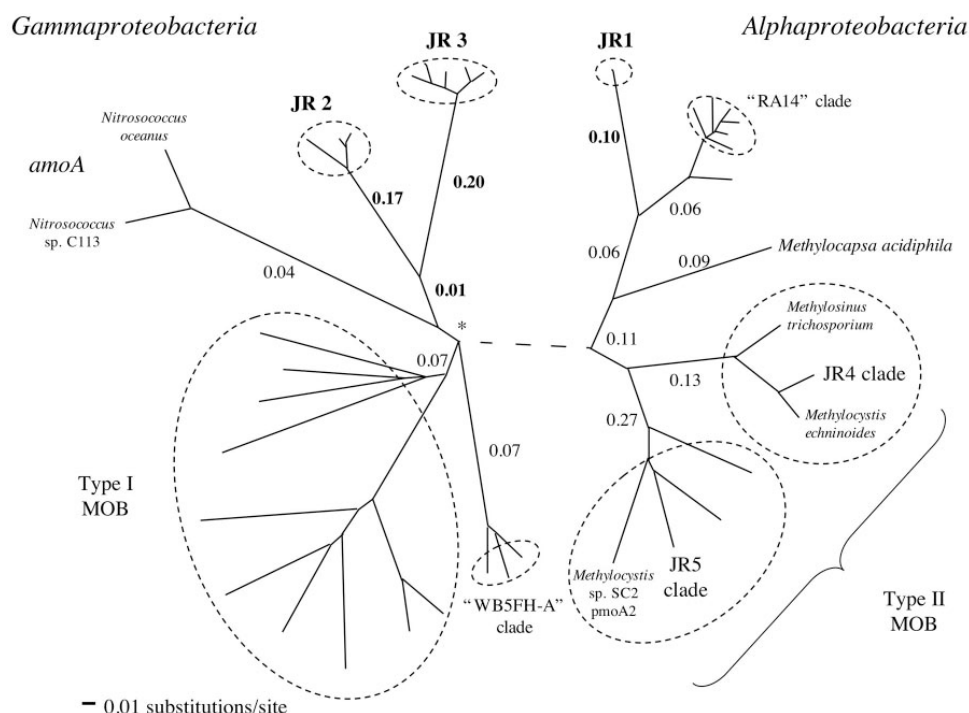 Gammaproteobacteria
Alphaproteobacteria
JR 3
JR1
JR 2
"RA14" clade
Nitrosococcus
oceanus
amoA
Nitrosococcus
sp. C113
0.10
0.17
0.20
0.06
0.06
0.09
Methylocapsa acidiphila
0.04
0.01
*
0.11
Methylosinus
trichosporium
0.07
0.13
JR4 clade
Methylocystis
echninoides
0.27
0.07
Type I
MOB
Methylocystis
sp. SC2
pmoA2
JR5
clade
"WB5FH-A"
clade
Type II
MOB
0.01 substitutions/site